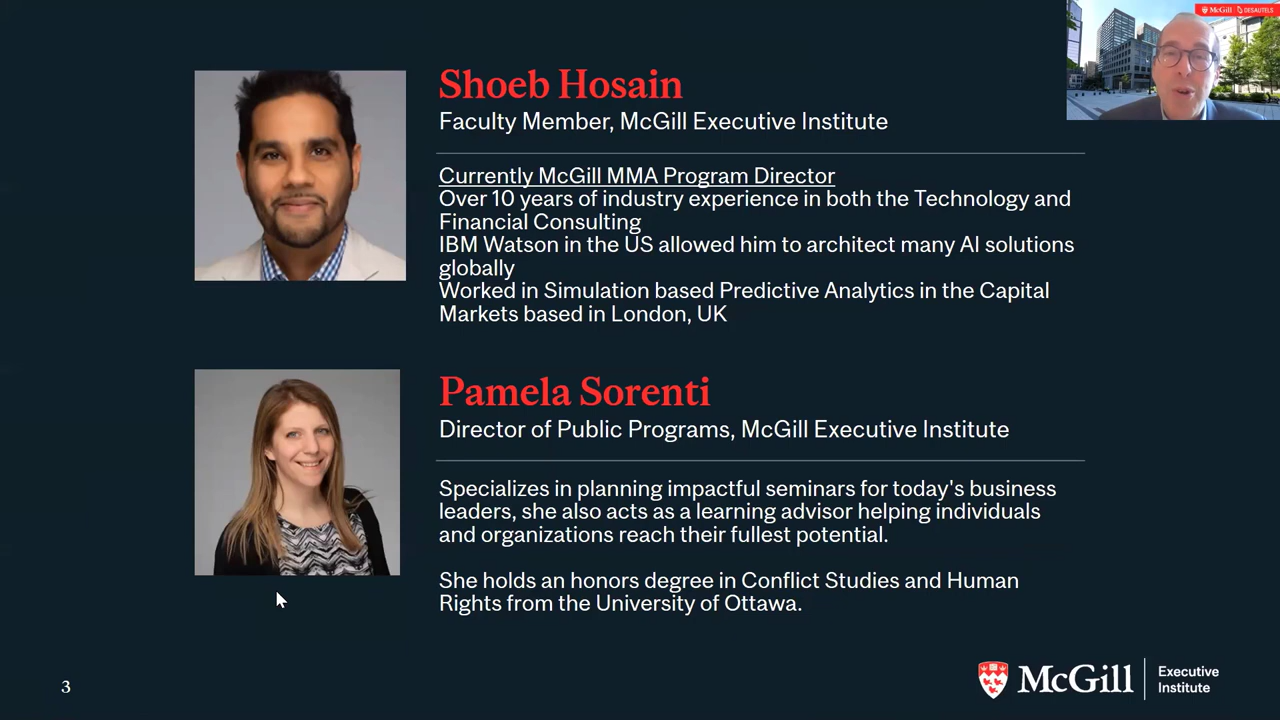 McGill DESAUTELS
Shoeb Hosain
Faculty Member, McGill Executive Institute
Currently McGill MMA Program Director
Over 10 years of industry experience in both the Technology and
Financial Consulting
IBM Watson in the US allowed him to architect many AI solutions
globally
Worked in Simulation based Predictive Analytics in the Capital
Markets based in London, UK
Pamela Sorenti
Director of Public Programs, McGill Executive Institute
Specializes in planning impactful seminars for today's business
leaders, she also acts as a learning advisor helping individuals
and organizations reach their fullest potential.
She holds an honors degree in Conflict Studies and Human
Rights from the University of Ottawa.
3
McGill
Executive
Institute